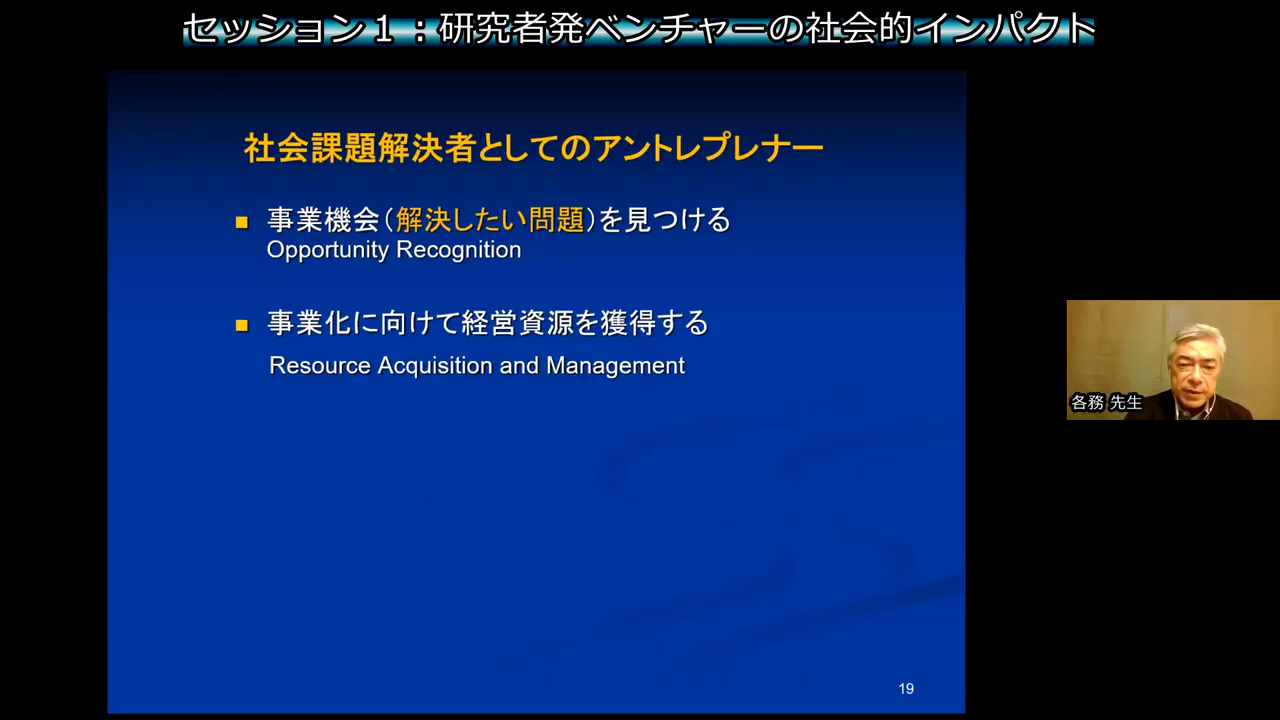 セッション１：研究者発ベンチャーの社会的インパクト
社会課題解決者としてのアントレプレナー
■ 事業機会（解決したい問題）を見つける
Opportunity Recognition
■ 事業化に向けて経営資源を獲得する
Resource Acquisition and Management
各務 先生
19